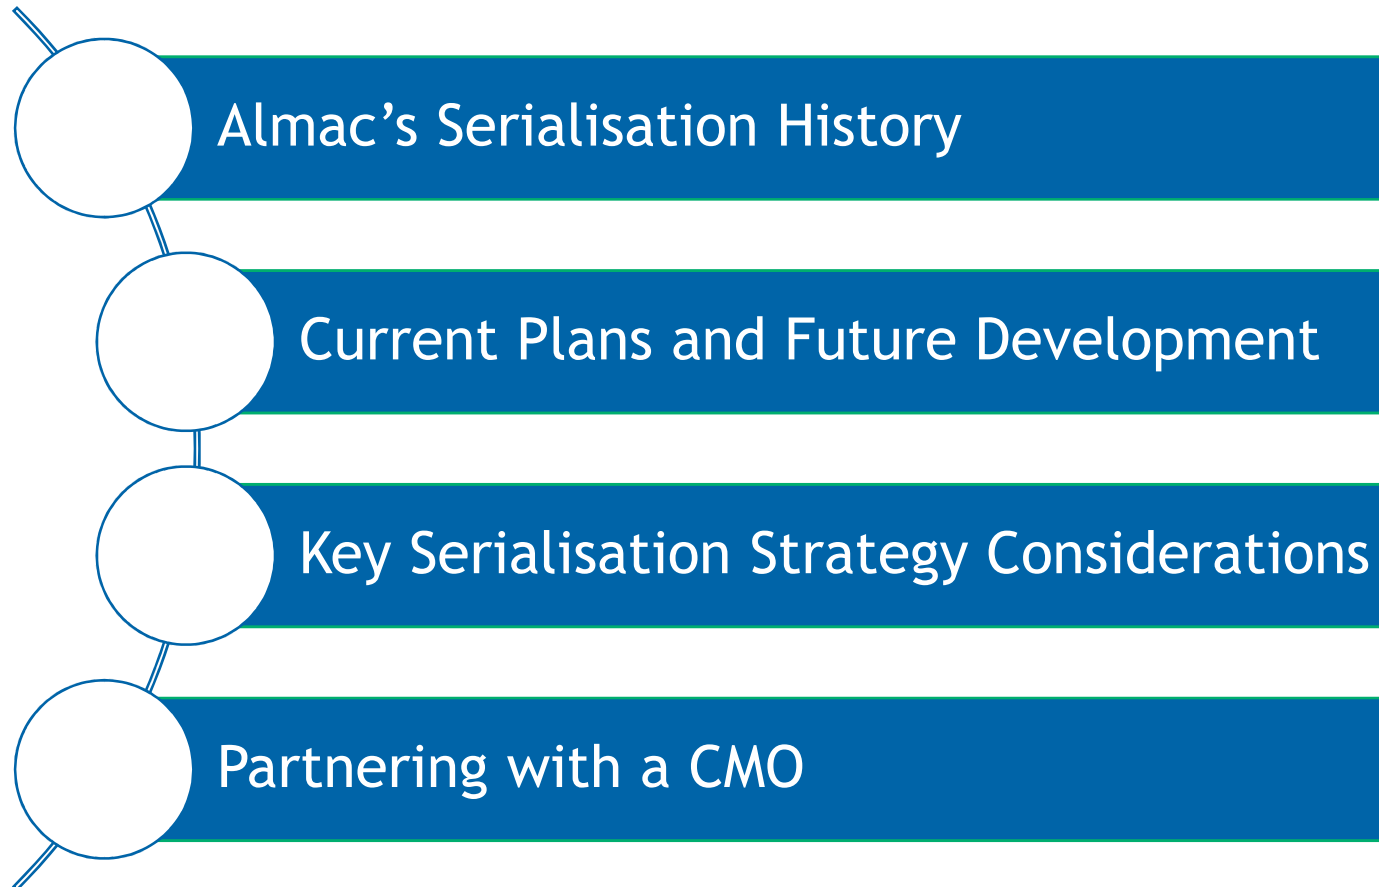 Almac’s Serialisation History
Current Plans and Future Development
Key Serialisation Strategy Considerations
Partnering with a CMO